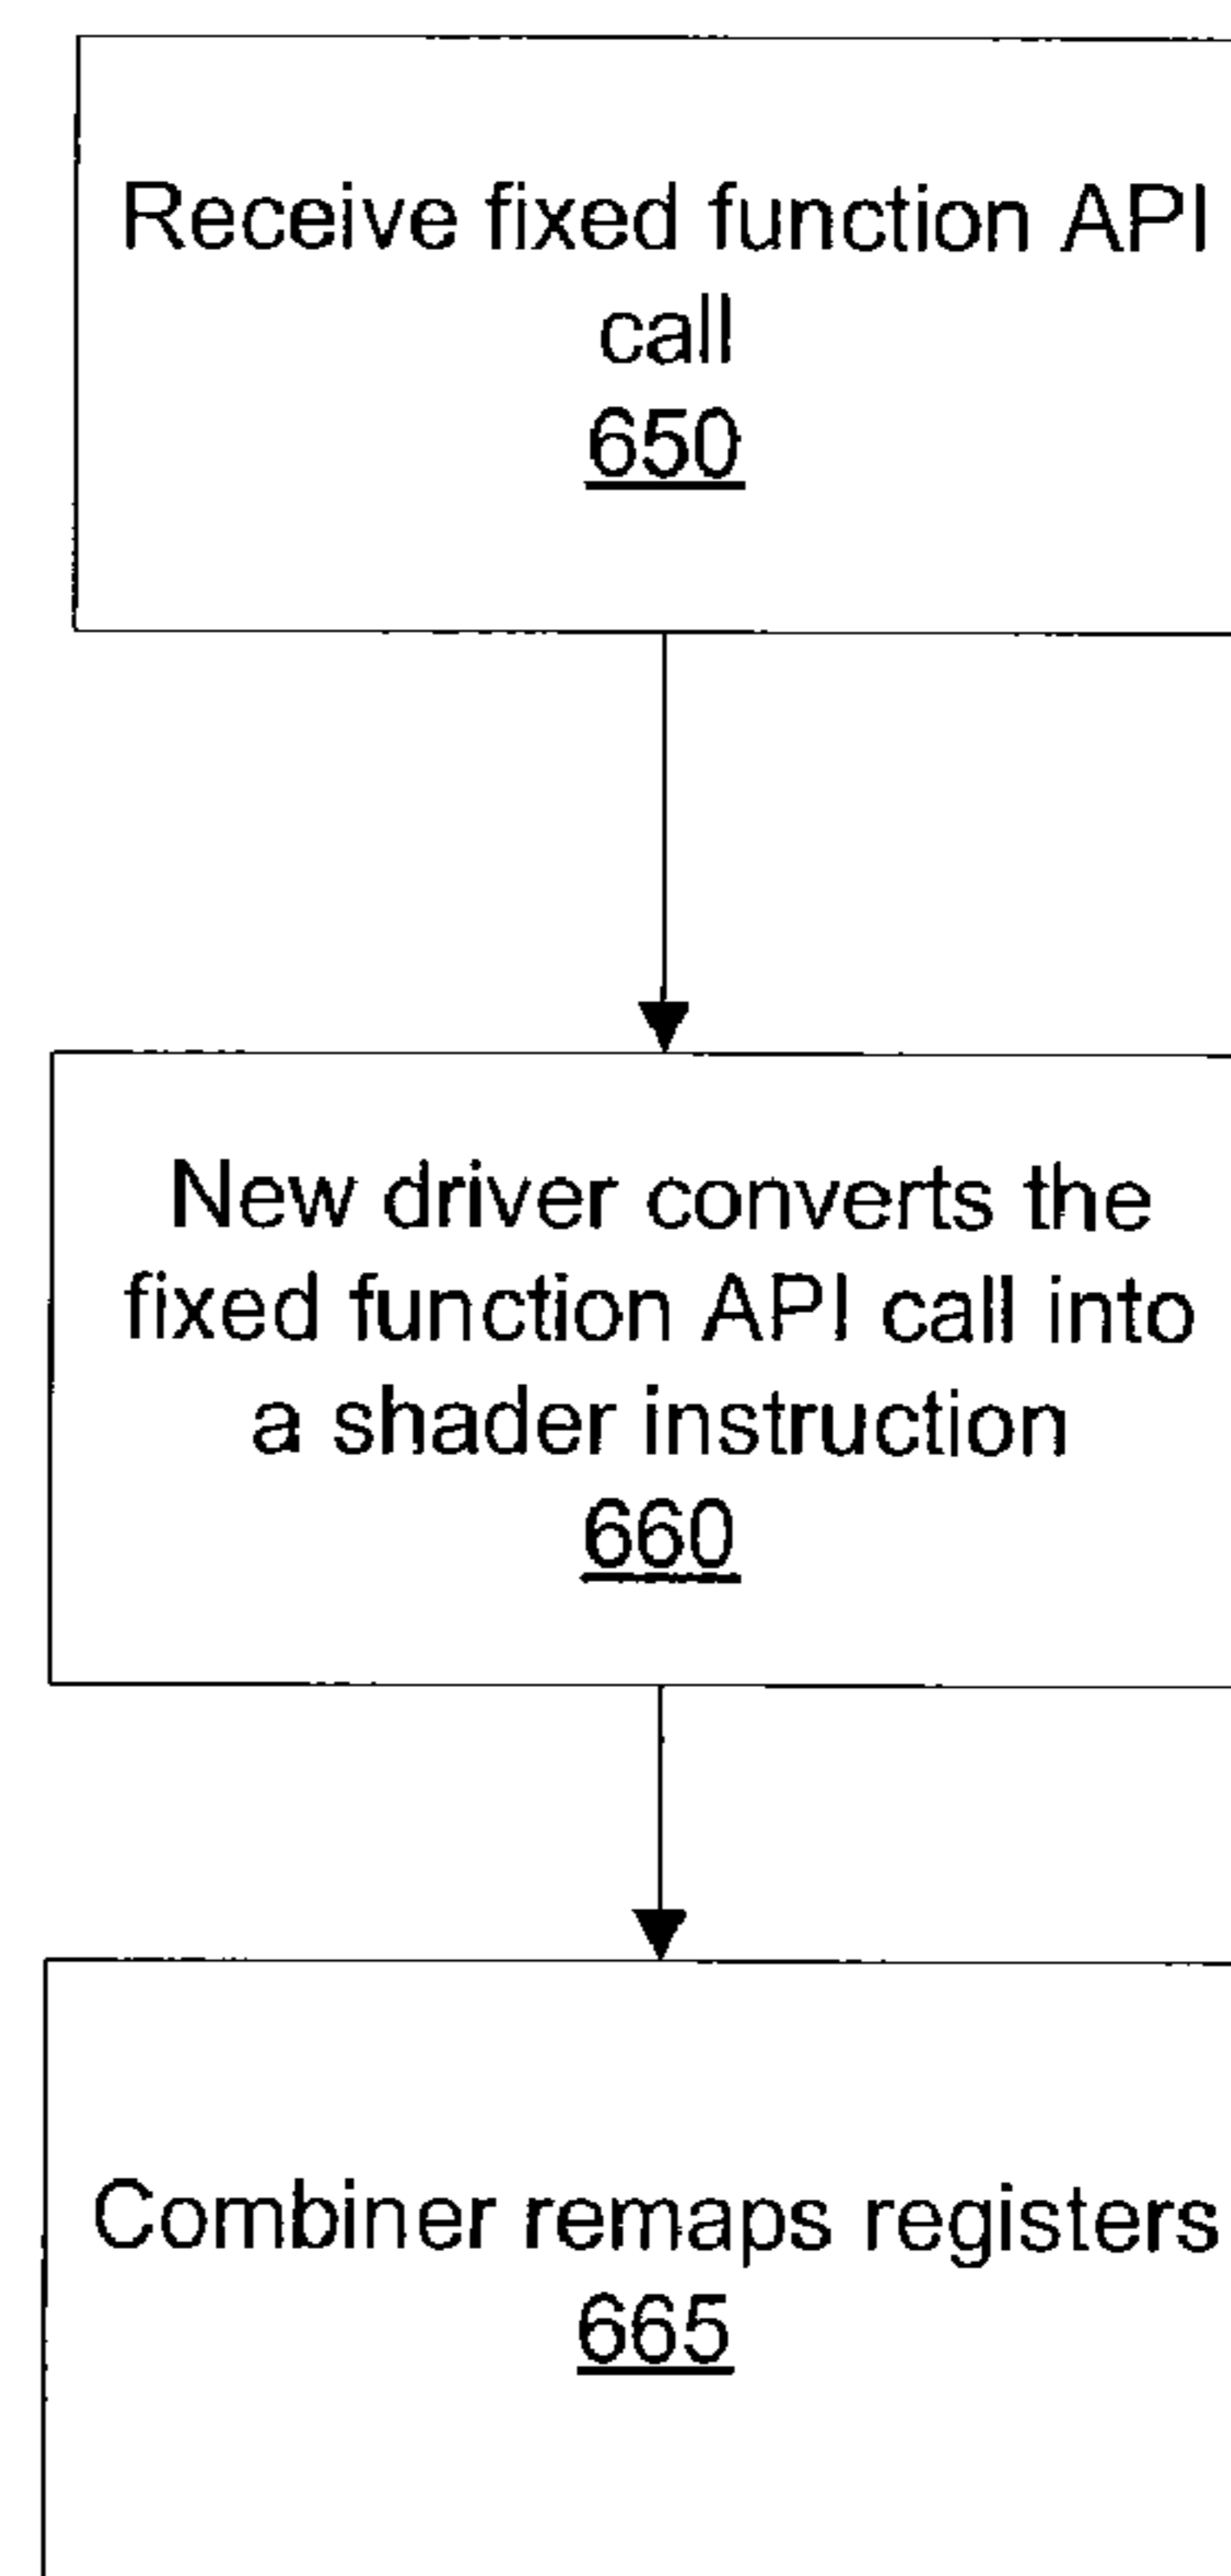 Receive fixed function API
call
650
New driver converts the
fixed function API call into
a shader instruction
660
Combiner remaps registers
665